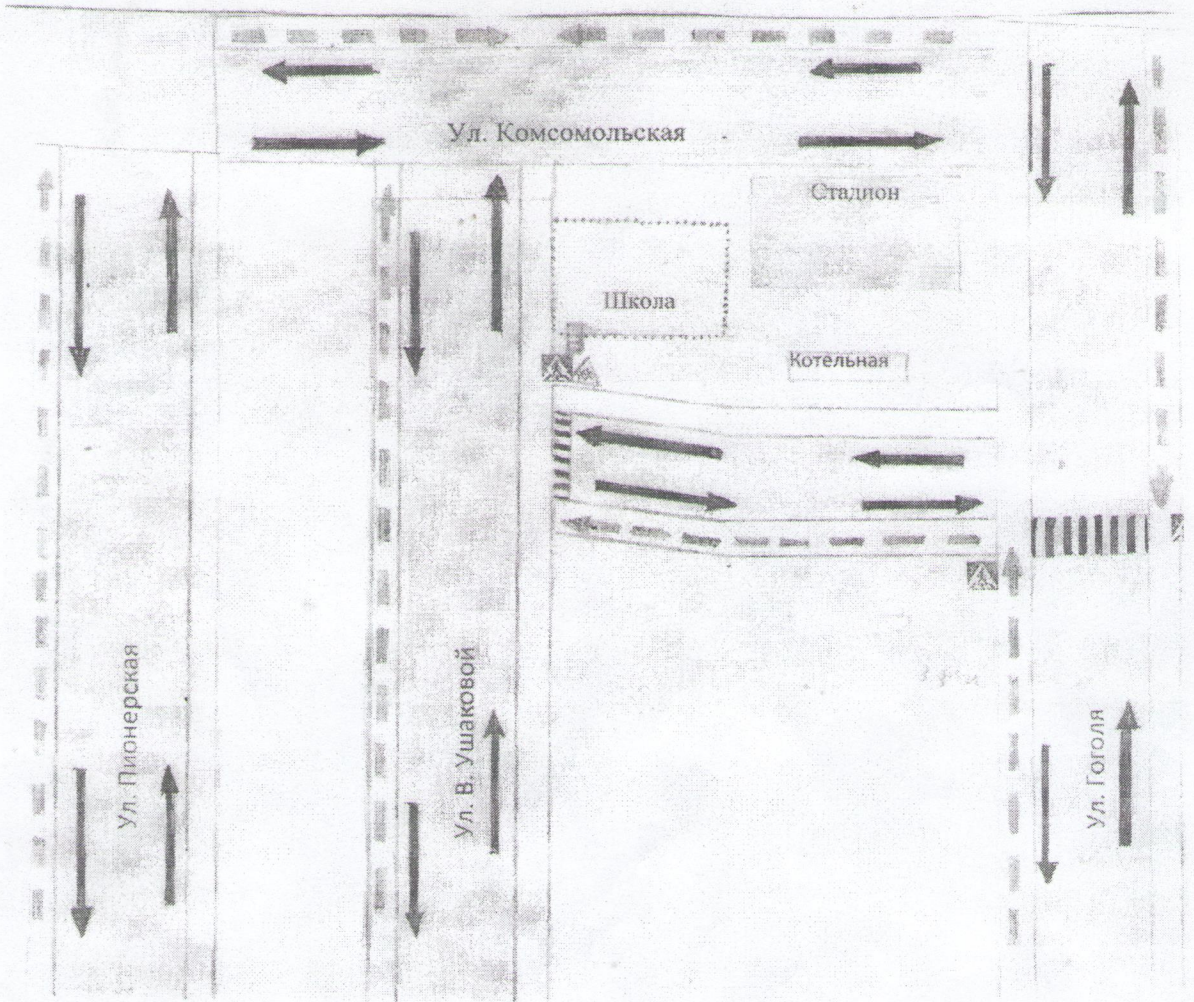 Ул. Комсомольская
Стадион
Школа
Котельная
Ул. Пионерская
Ул. В. Ушаковой
Ул. Гоголя